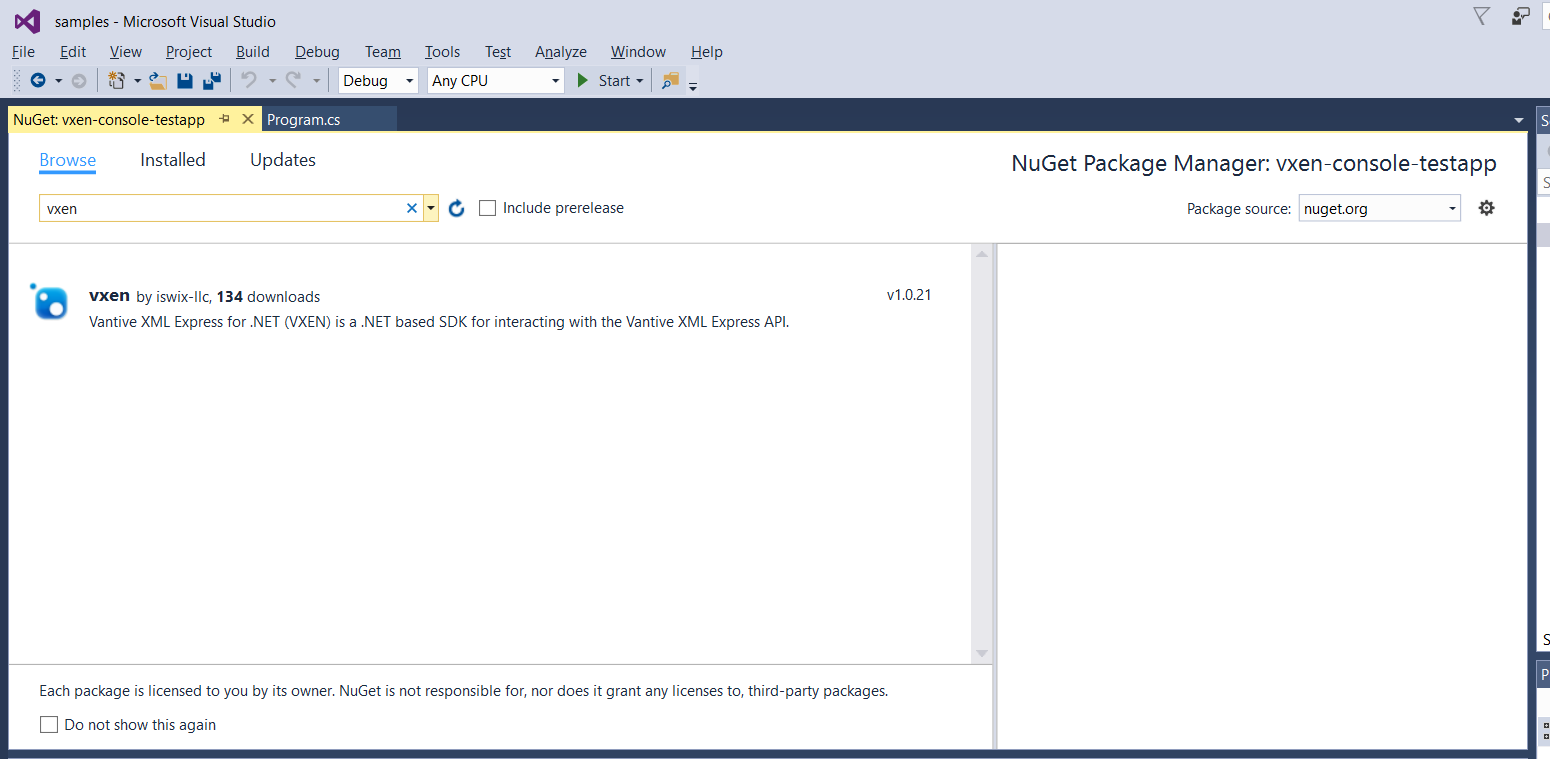 samples - Microsoft Visual Studio
File Edit View Project Build Debug Team Tools Test Analyze Window Help
Debug Any CPU Start
NuGet: vxen-console-testapp Program.cs
Browse Installed Updates
NuGet Package Manager: vxen-console-testapp
vxen Include prerelease Package source: nuget.org
vxen by iswix-llc, 134 downloads v1.0.21
Vantive XML Express for .NET (VXEN) is a .NET based SDK for interacting with the Vantive XML Express API.
Each package is licensed to you by its owner. NuGet is not responsible for, nor does it grant any licenses to, third-party packages.
Do not show this again